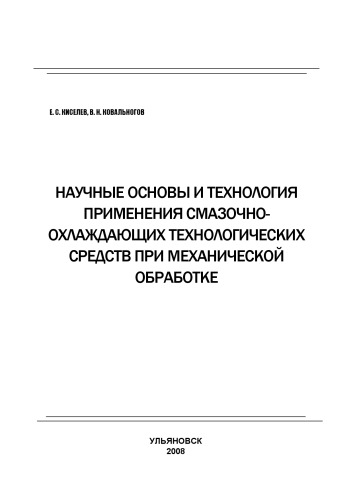 Е. С. КИСЕЛЕВ, В. Н. КОВАЛЬНОГОВ
НАУЧНЫЕ ОСНОВЫ И ТЕХНОЛОГИЯ
ПРИМЕНЕНИЯ СМАЗОЧНО-
ОХЛАЖДАЮЩИХ ТЕХНОЛОГИЧЕСКИХ
СРЕДСТВ ПРИ МЕХАНИЧЕСКОЙ
ОБРАБОТКЕ
УЛЬЯНОВСК
2008